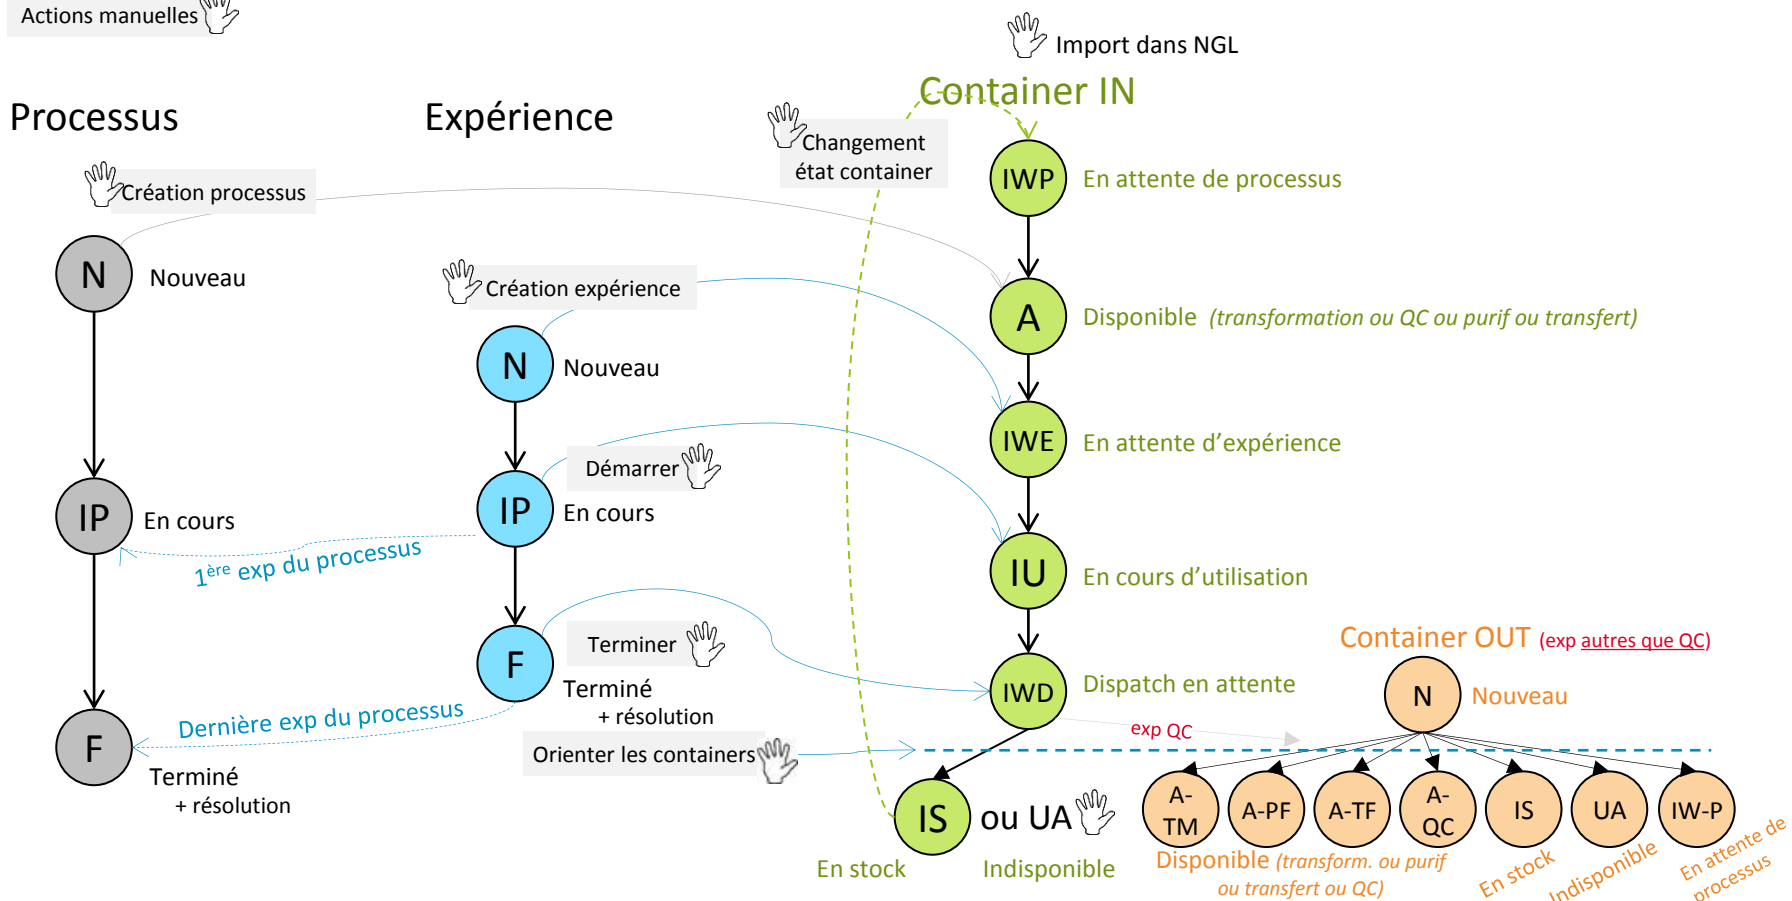 Actions manuelles
Import dans NGL
Container IN
Processus
Expérience
Changement
état container
Création processus
IWP
En attente de processus
N
Nouveau
Création expérience
A
Disponible (transformation ou QC ou purif ou transfert)
N
Nouveau
IWE
En attente d'expérience
Démarrer
IP
En cours
IP
En cours
1ère exp du processus
IU
En cours d'utilisation
Terminer
F
Terminé
+ résolution
Container OUT (exp autres que QC)
IWD
Dispatch en attente
N
Nouveau
Dernière exp du processus
exp QC
F
Terminé
+ résolution
Orienter les containers
IS
ou UA
En stock
Indisponible
A-
TM
A-PF
A-TF
A-
QC
IS
UA
IW-P
Disponible (transform. ou purif
ou transfert ou QC)
En stock
Indisponible
En attente de
processus